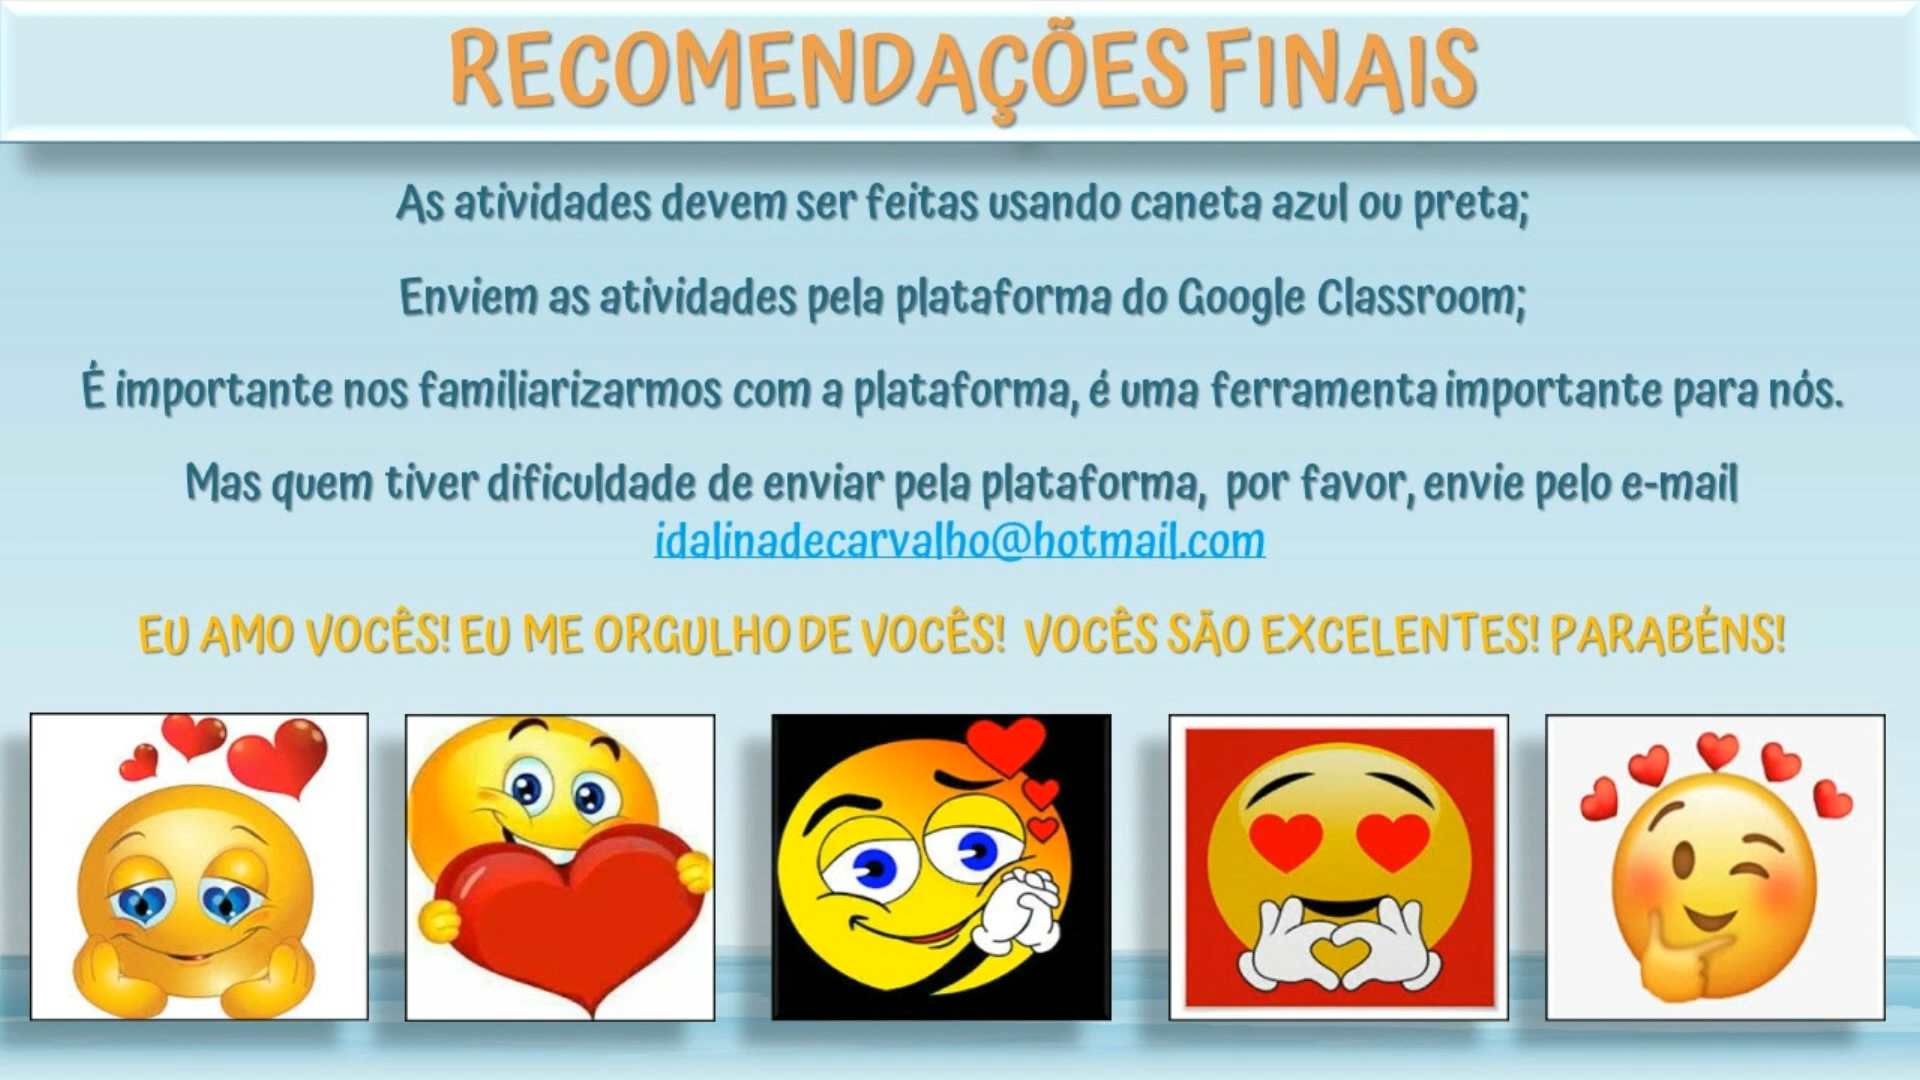 RECOMENDAÇÕES FINAIS
As atividades devem ser feitas usando caneta azul ou preta;
Enviem as atividades pela plataforma do Google Classroom;
É importante nos familiarizarmos com a plataforma, é uma ferramenta importante para nós.
Mas quem tiver dificuldade de enviar pela plataforma, por favor, envie pelo e-mail
idalinadecarvalho@hotmail.com
EU AMO VOCÊS! EU ME ORGULHO DE VOCÊS! VOCÊS SÃO EXCELENTES! PARABÉNS!